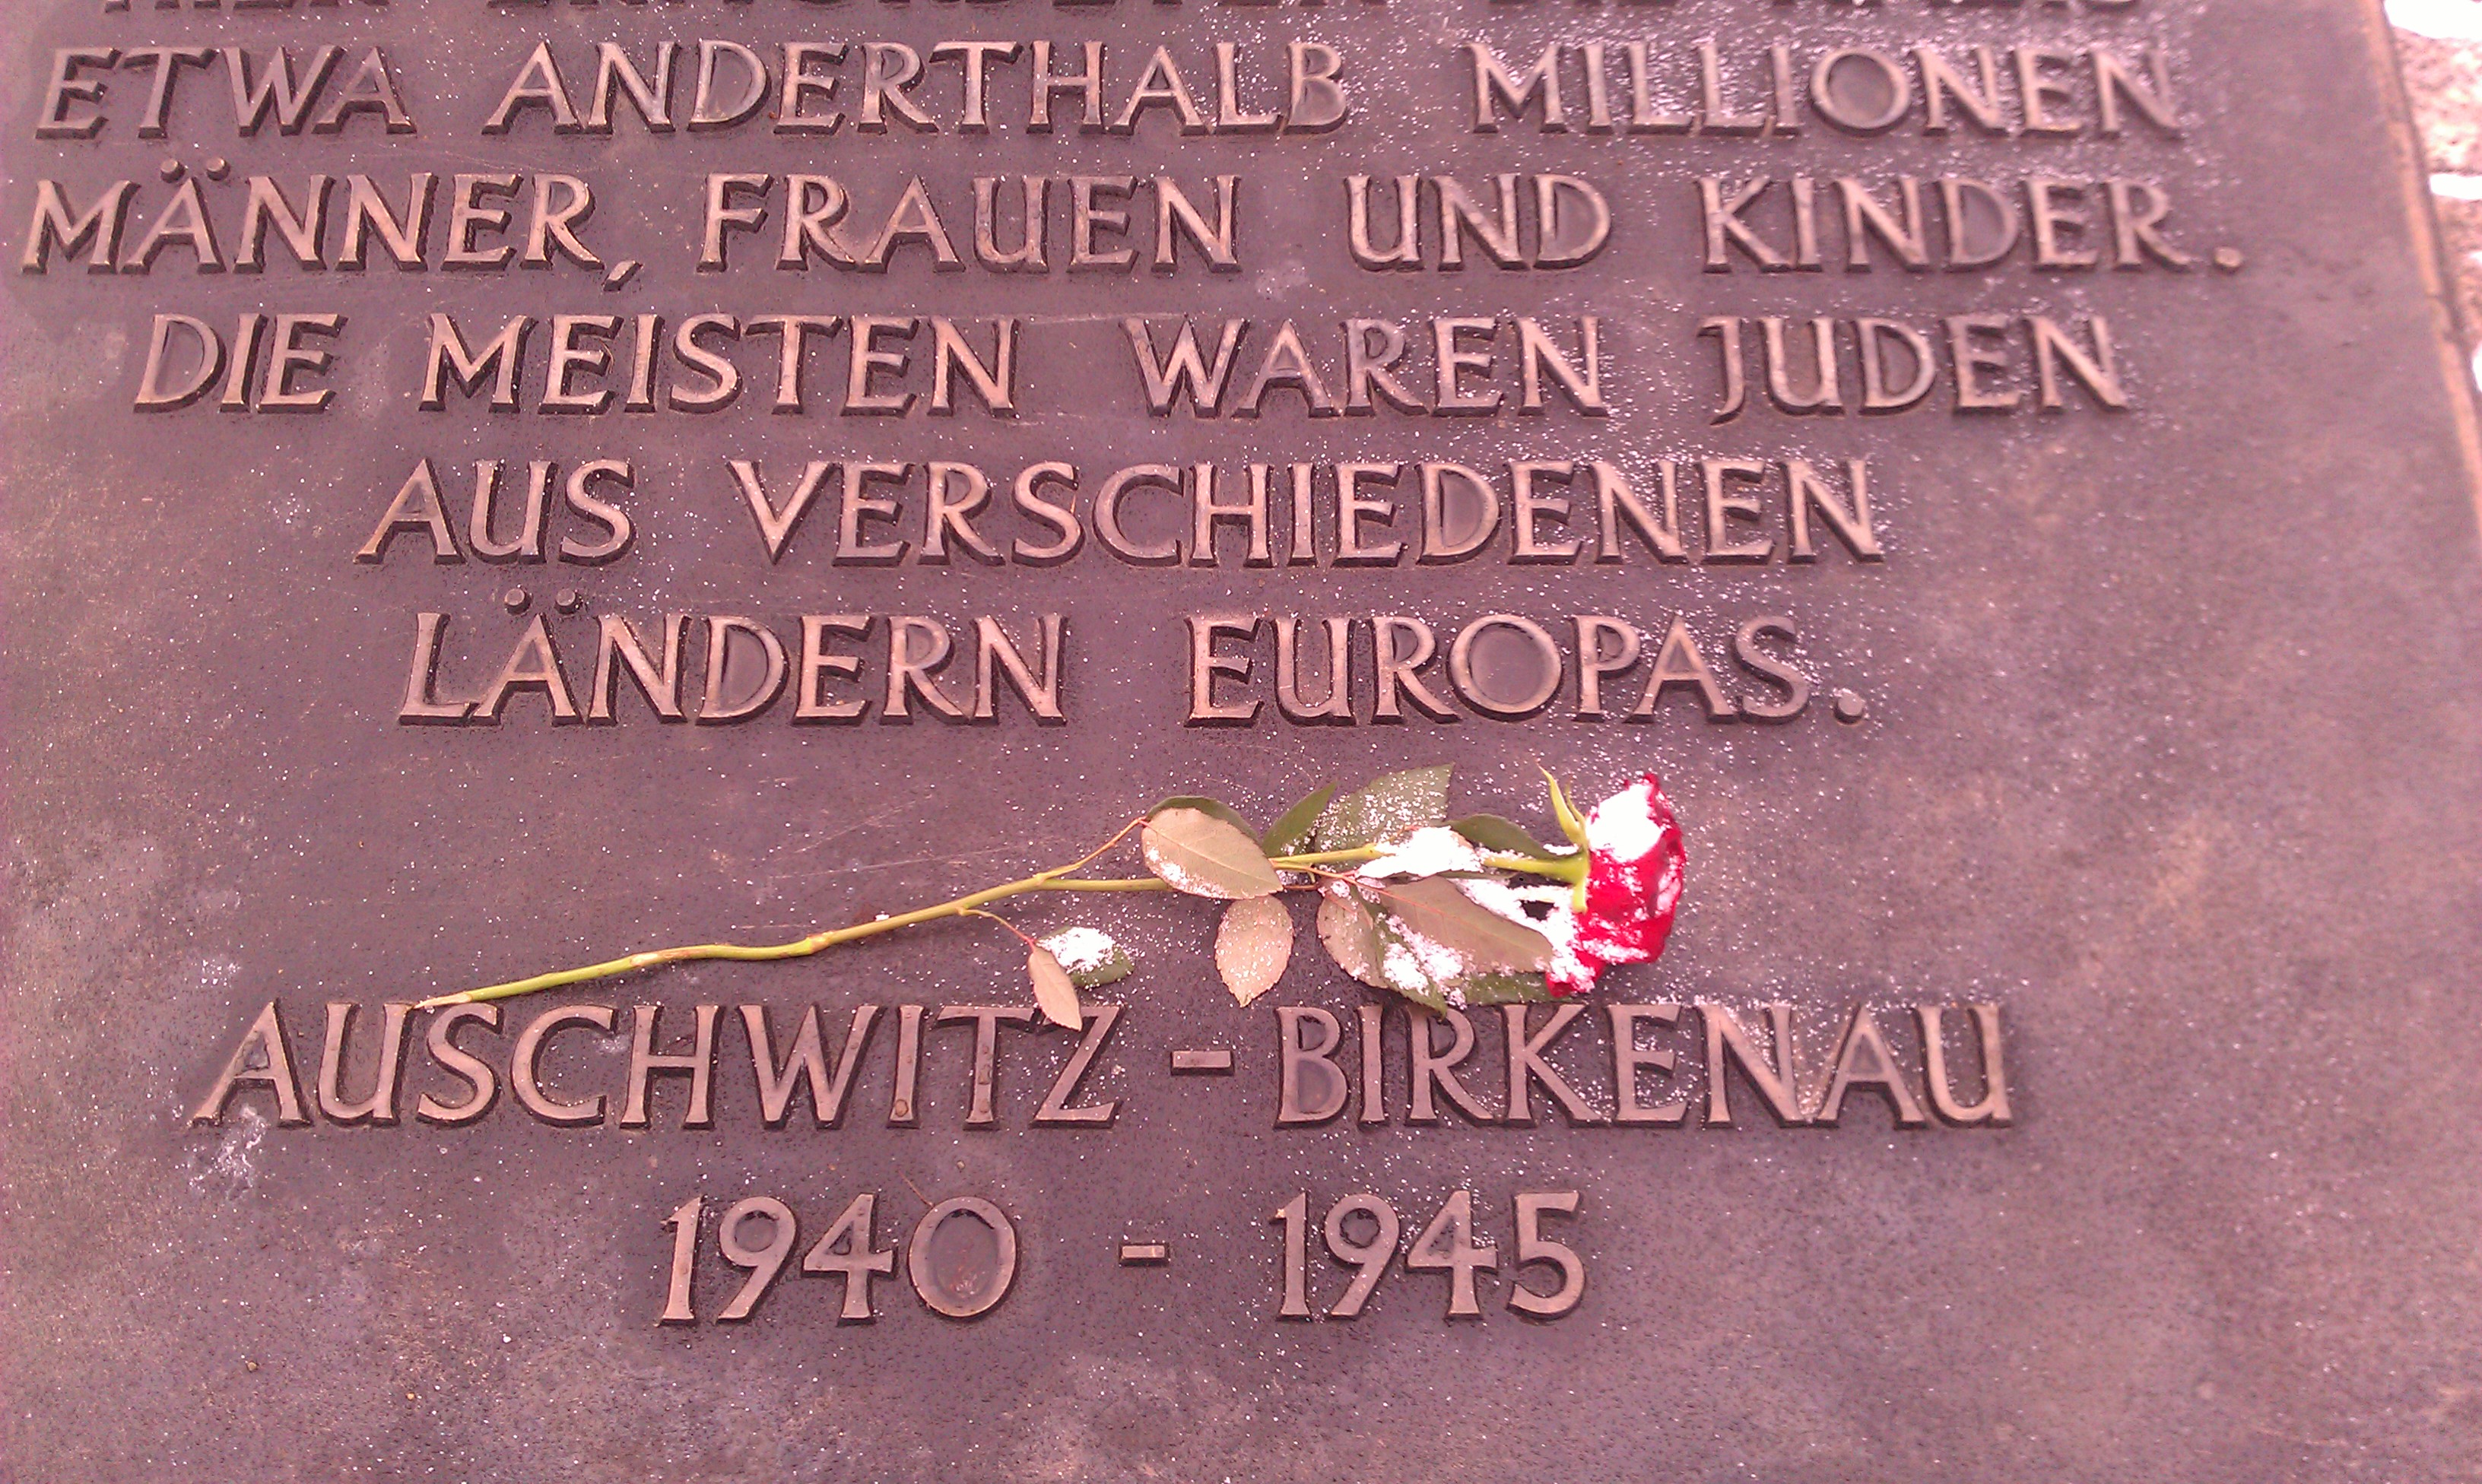 ETWA ANDERTHALB MILLIONEN
MÄNNER, FRAUEN UND KINDER.
DIE MEISTEN WAREN JUDEN
AUS VERSCHIEDENEN
LÄNDERN EUROPAS.
AUSCHWITZ - BIRKENAU
1940 - 1945